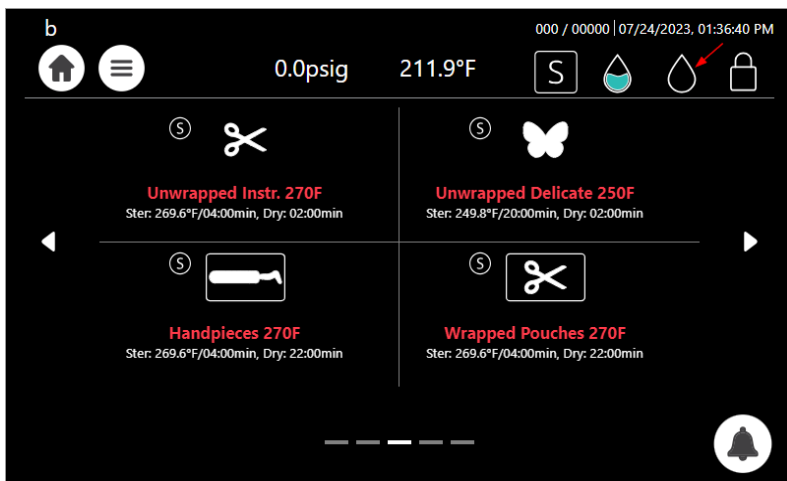 b
000 / 00000 | 07/24/2023, 01:36:40 PM
0.0psig 211.9°F S
S
S
Unwrapped Instr. 270F
Ster: 269.6°F/04:00min, Dry: 02:00min
Unwrapped Delicate 250F
Ster: 249.8°F/20:00min, Dry: 02:00min
S
S
Handpieces 270F
Ster: 269.6°F/04:00min, Dry: 22:00min
Wrapped Pouches 270F
Ster: 269.6°F/04:00min, Dry: 22:00min